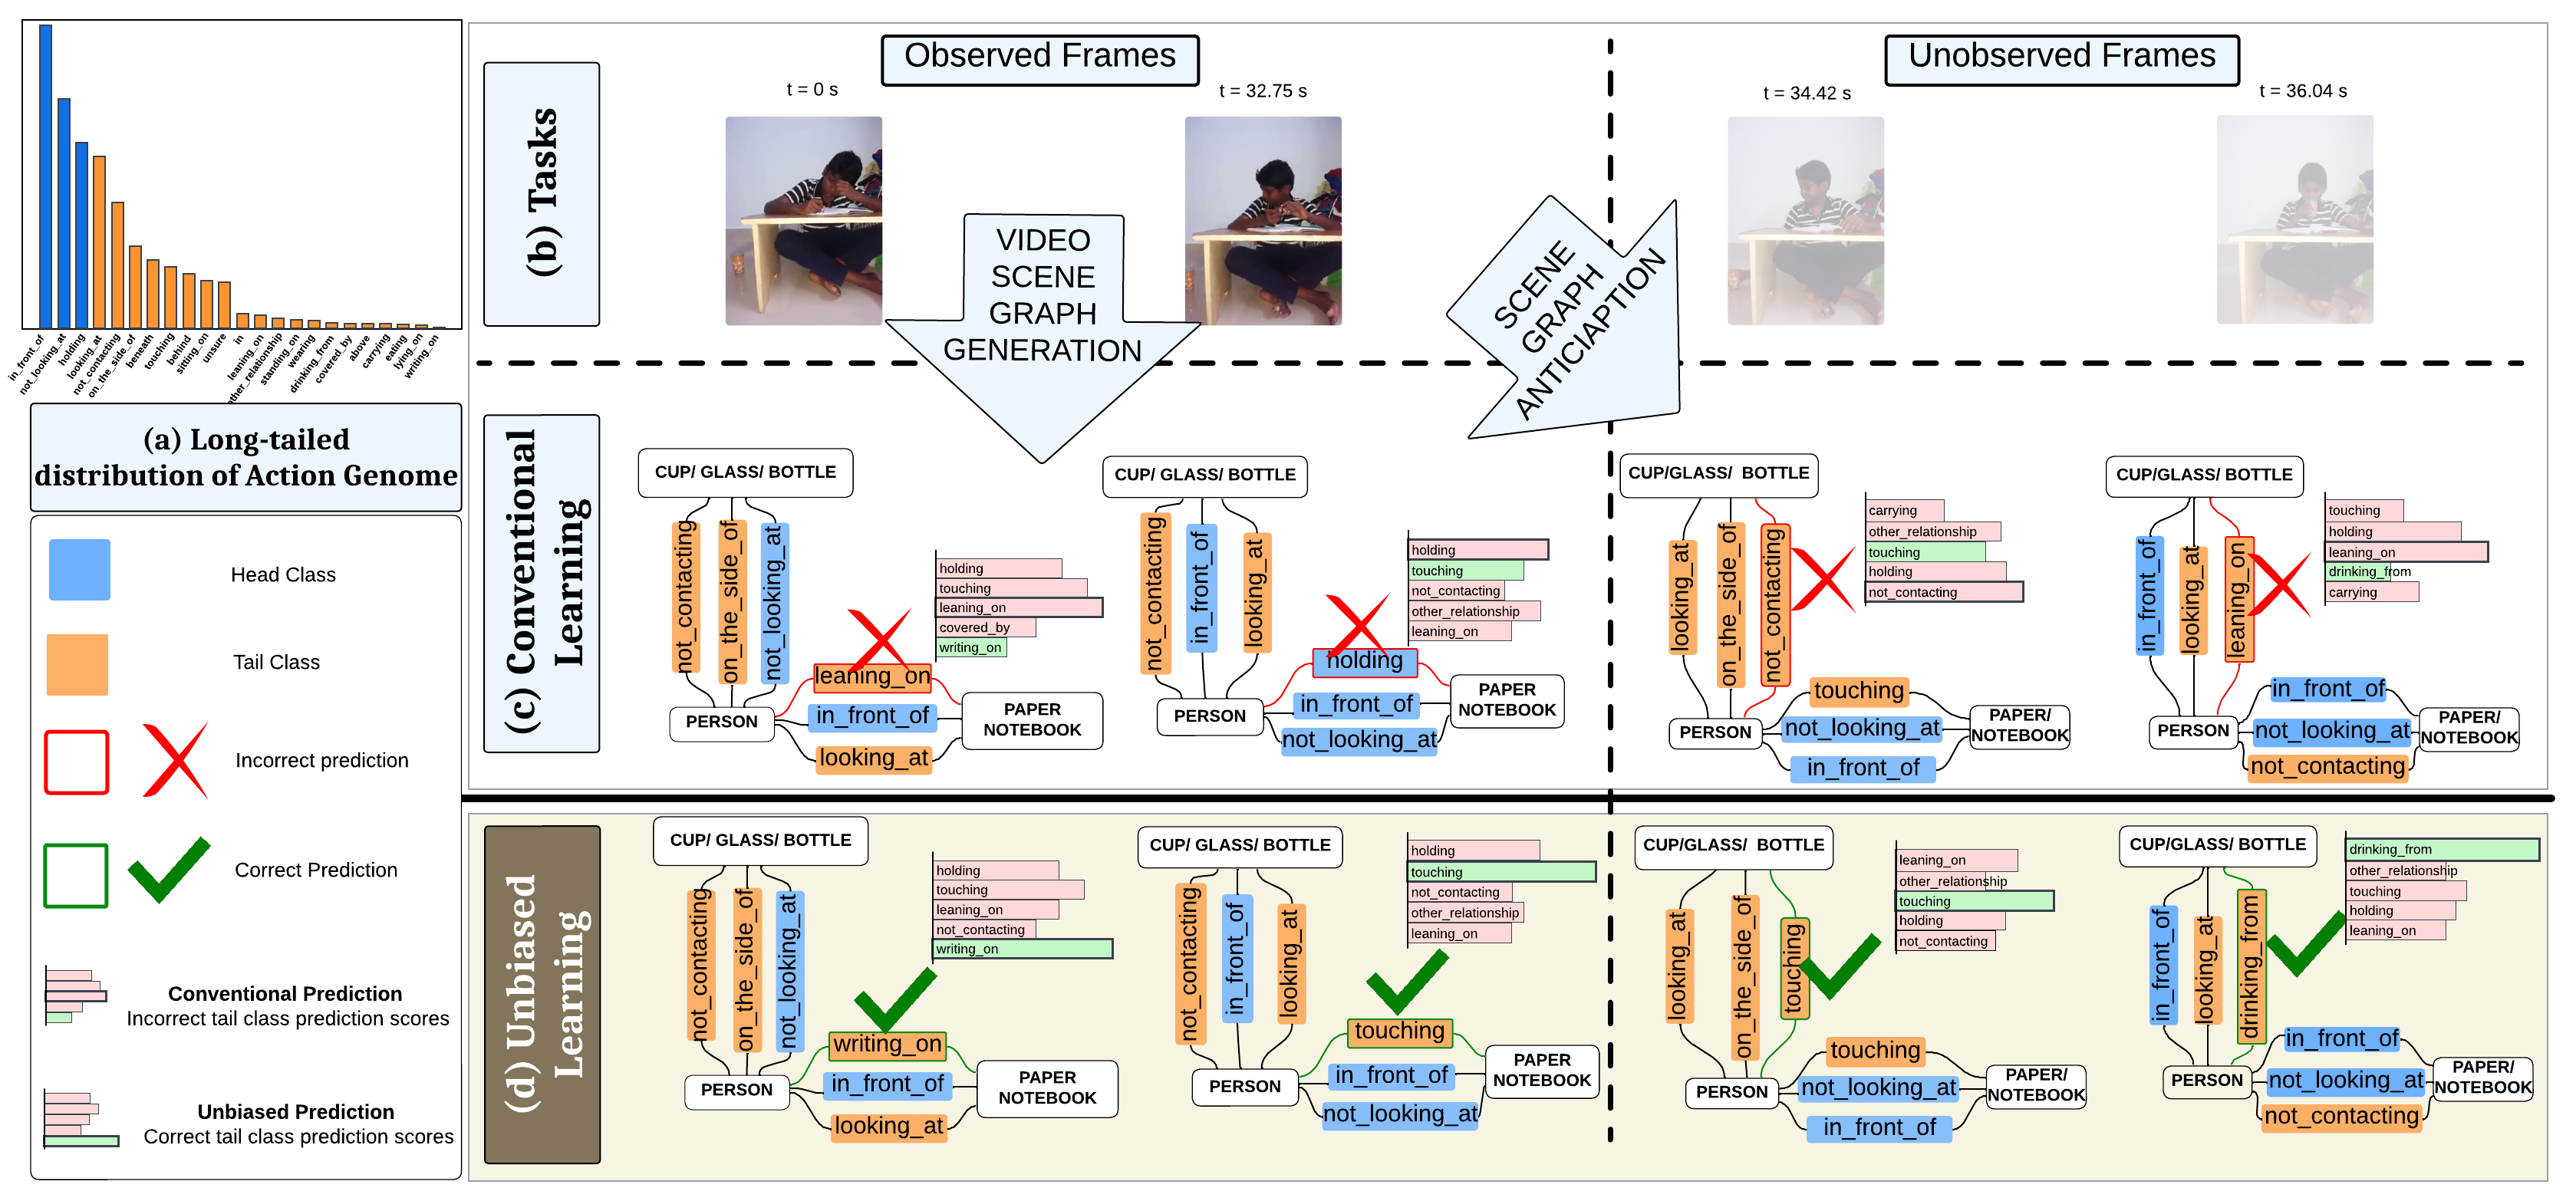 in_front_of
not_looking_at
holding
looking_at
not_contacting
on_the_side_of
beneath
touching
behind
sitting_on
unsure
in
leaning_on
other_relationship
standing_on
wearing
drinking_from
covered_by
above
carrying
eating
lying_on
writing_on
(a) Long-tailed
distribution of Action Genome
Head Class
Tail Class
Incorrect prediction
Correct Prediction
Conventional Prediction
Incorrect tail class prediction scores
Unbiased Prediction
Correct tail class prediction scores
(b) Tasks
Observed Frames
Unobserved Frames
t = 0 s
t = 32.75 s
t = 34.42 s
t = 36.04 s
VIDEO
SCENE
GRAPH
GENERATION
SCENE
GRAPH
ANTICIAPTION
(c) Conventional
Learning
CUP/ GLASS/ BOTTLE
not_contacting
on_the_side_of
not_looking_at
holding
touching
leaning_on
covered_by
writing_on
leaning_on
in_front_of
looking_at
PERSON
PAPER
NOTEBOOK
CUP/ GLASS/ BOTTLE
not_contacting
in_front_of
looking_at
holding
touching
not_contacting
other_relationship
leaning_on
holding
in_front_of
not_looking_at
PERSON
PAPER
NOTEBOOK
CUP/GLASS/ BOTTLE
looking_at
on_the_side_of
not_contacting
carrying
other_relationship
touching
holding
not_contacting
touching
not_looking_at
in_front_of
PERSON
PAPER/
NOTEBOOK
CUP/GLASS/ BOTTLE
in_front_of
looking_at
leaning_on
touching
holding
leaning_on
drinking_from
carrying
in_front_of
not_looking_at
not_contacting
PERSON
PAPER/
NOTEBOOK
(d) Unbiased
Learning
CUP/ GLASS/ BOTTLE
not_contacting
on_the_side_of
not_looking_at
holding
touching
leaning_on
not_contacting
writing_on
writing_on
in_front_of
looking_at
PERSON
PAPER
NOTEBOOK
CUP/ GLASS/ BOTTLE
not_contacting
in_front_of
looking_at
holding
touching
not_contacting
other_relationship
leaning_on
touching
in_front_of
not_looking_at
PERSON
PAPER
NOTEBOOK
CUP/GLASS/ BOTTLE
looking_at
on_the_side_of
touching
leaning_on
other_relationship
touching
holding
not_contacting
touching
not_looking_at
in_front_of
PERSON
PAPER/
NOTEBOOK
CUP/GLASS/ BOTTLE
in_front_of
looking_at
drinking_from
drinking_from
other_relationship
touching
holding
leaning_on
in_front_of
not_looking_at
not_contacting
PERSON
PAPER/
NOTEBOOK